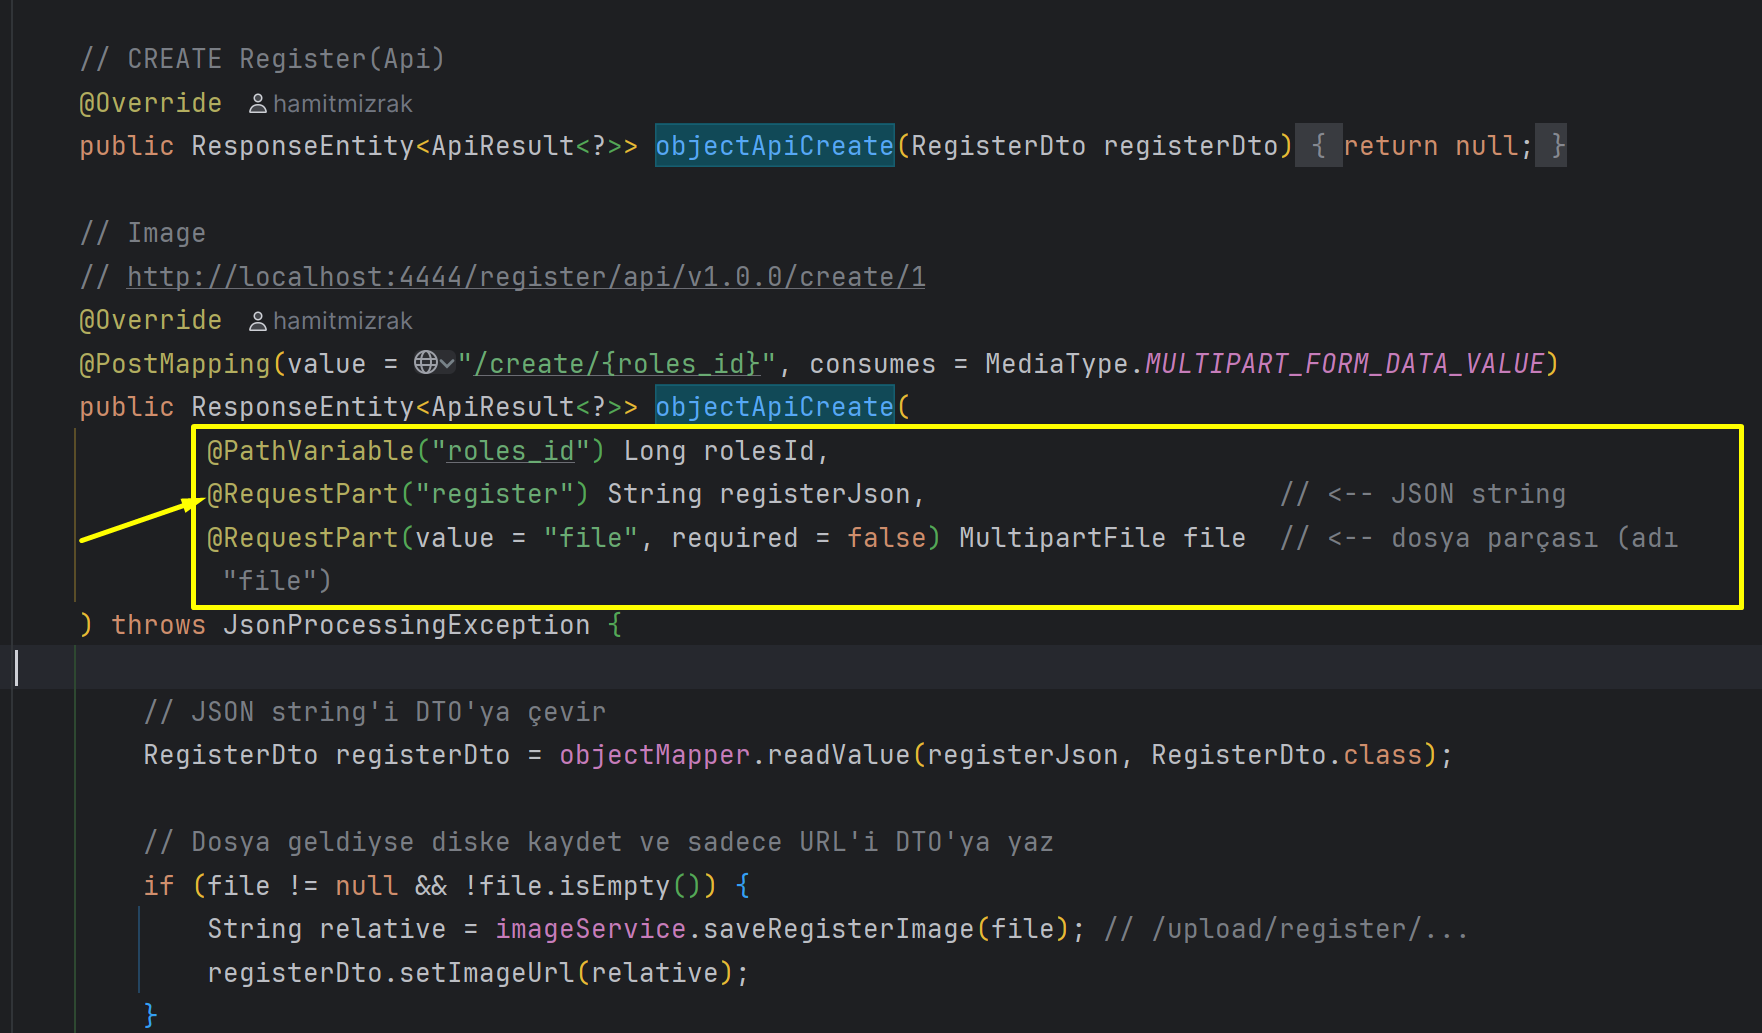 // CREATE Register(Api)
@Override hamitmizrak
public ResponseEntity<ApiResult<?>> objectApiCreate(RegisterDto registerDto) { return null; }
// Image
// http://localhost:4444/register/api/v1.0.0/create/1
@Override hamitmizrak
@PostMapping(value = "/create/{roles_id}", consumes = MediaType.MULTIPART_FORM_DATA_VALUE)
public ResponseEntity<ApiResult<?>> objectApiCreate(
@PathVariable("roles_id") Long rolesId,
@RequestPart("register") String registerJson, // <-- JSON string
@RequestPart(value = "file", required = false) MultipartFile file // <-- dosya parçası (adı
"file")
) throws JsonProcessingException {
// JSON string'i DTO'ya çevir
RegisterDto registerDto = objectMapper.readValue(registerJson, RegisterDto.class);
// Dosya geldiyse diske kaydet ve sadece URL'i DTO'ya yaz
if (file != null && !file.isEmpty()) {
String relative = imageService.saveRegisterImage(file); // /upload/register/...
registerDto.setImageUrl(relative);
}